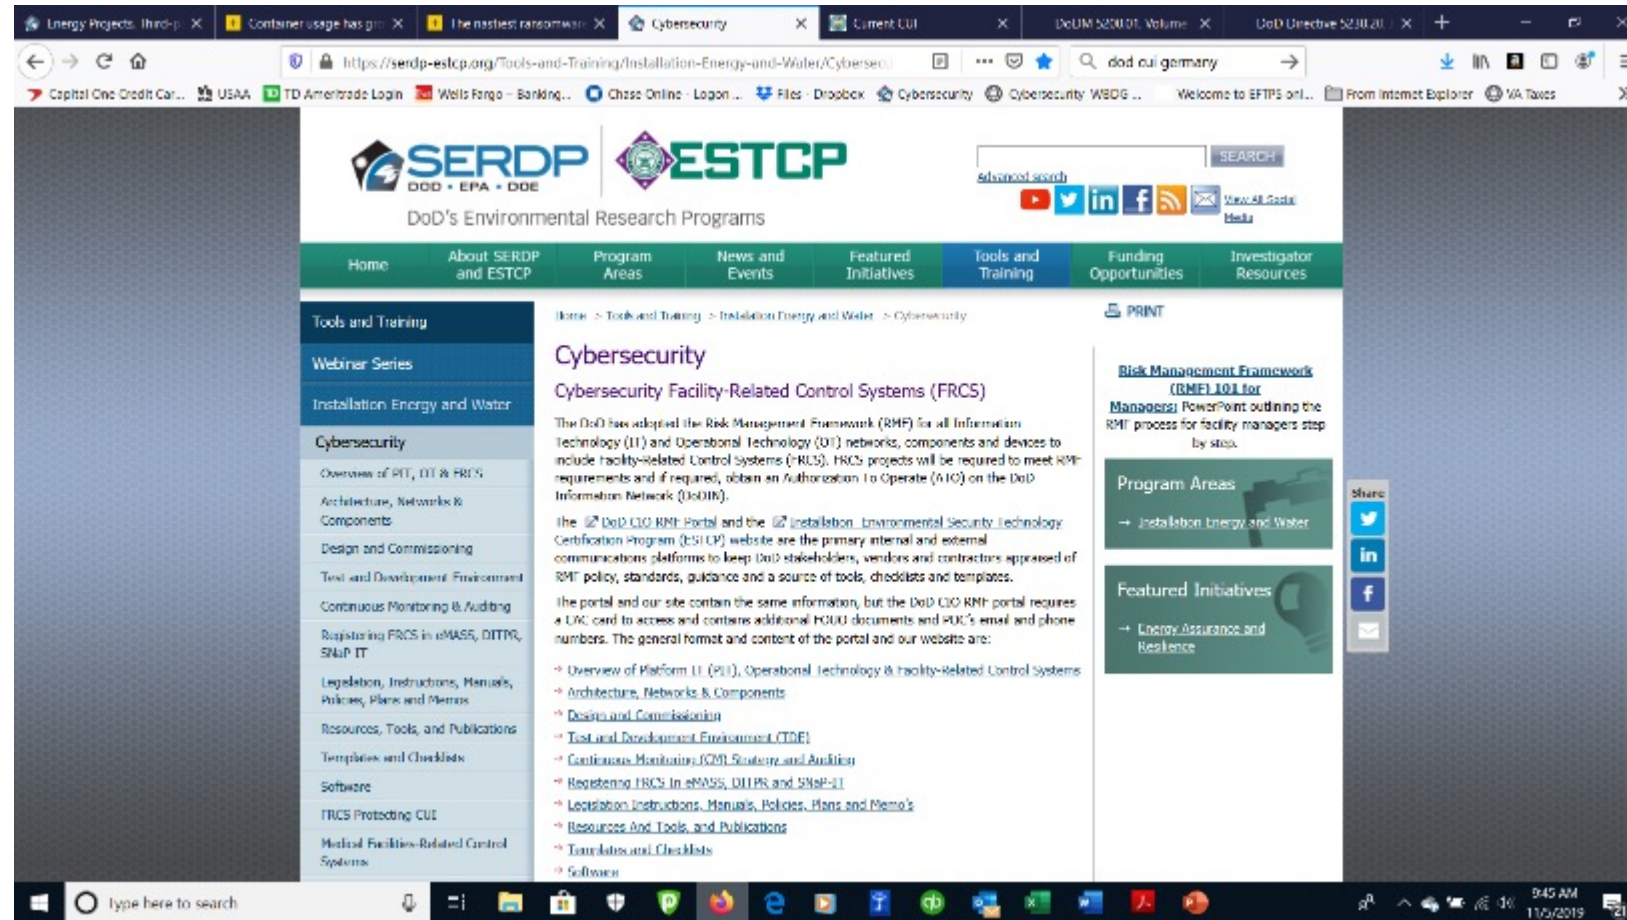 Energy Projects, Third-p
Container usage has gro
The nastiest ransomware
Cybersecurity
Current CUI
DoDM 5200.01, Volume
DoD Directive 5230.20,
https://serdp-estcp.org/Tools-and-Training/Installation-Energy-and-Water/Cybersecu
dod cui germany
Capital One Credit Car...
USAA
TD Ameritrade Login
Wells Fargo – Banking...
Chase Online - Logon ...
Files - Dropbox
Cybersecurity
Cybersecurity WBDG ...
Welcome to EFTPS onl...
From Internet Explorer
VA Taxes
SERDP
DOD • EPA • DOE
ESTCP
DoD's Environmental Research Programs
SEARCH
Advanced search
View All Social
Media
Home
About SERDP
and ESTCP
Program
Areas
News and
Events
Featured
Initiatives
Tools and
Training
Funding
Opportunities
Investigator
Resources
Tools and Training
Webinar Series
Installation Energy and Water
Cybersecurity
Overview of PIT, OT & FRCS
Architecture, Networks &
Components
Design and Commissioning
Test and Development Environment
Continuous Monitoring & Auditing
Registering FRCS in eMASS, DITPR,
SNaP IT
Legislation, Instructions, Manuals,
Policies, Plans and Memos
Resources, Tools, and Publications
Templates and Checklists
Software
FRCS Protecting CUI
Medical Facilities-Related Control
Systems
Home > Tools and Training > Installation Energy and Water > Cybersecurity
Cybersecurity
Cybersecurity Facility-Related Control Systems (FRCS)
The DoD has adopted the Risk Management Framework (RMF) for all Information
Technology (IT) and Operational Technology (OT) networks, components and devices to
include Facility-Related Control Systems (FRCS). FRCS projects will be required to meet RMF
requirements and if required, obtain an Authorization To Operate (ATO) on the DoD
Information Network (DoDIN).
The DoD CIO RMF Portal and the Installation Environmental Security Technology
Certification Program (ESTCP) website are the primary internal and external
communications platforms to keep DoD stakeholders, vendors and contractors appraised of
RMF policy, standards, guidance and a source of tools, checklists and templates.
The portal and our site contain the same information, but the DoD CIO RMF portal requires
a CAC card to access and contains additional FOUO documents and POC's email and phone
numbers. The general format and content of the portal and our website are:
Overview of Platform IT (PIT), Operational Technology & Facility-Related Control Systems
Architecture, Networks & Components
Design and Commissioning
Test and Development Environment (TDE)
Continuous Monitoring (CM) Strategy and Auditing
Registering FRCS In eMASS, DITPR and SNaP-IT
Legislation Instructions, Manuals, Policies, Plans and Memo's
Resources And Tools, and Publications
Templates and Checklists
Software
PRINT
Risk Management Framework
(RMF) 101 for
Managers: PowerPoint outlining the
RMF process for facility managers step
by step.
Program Areas
→ Installation Energy and Water
Featured Initiatives
→ Energy Assurance and
Resilience
Share
Type here to search
9:45 AM
11/5/2019